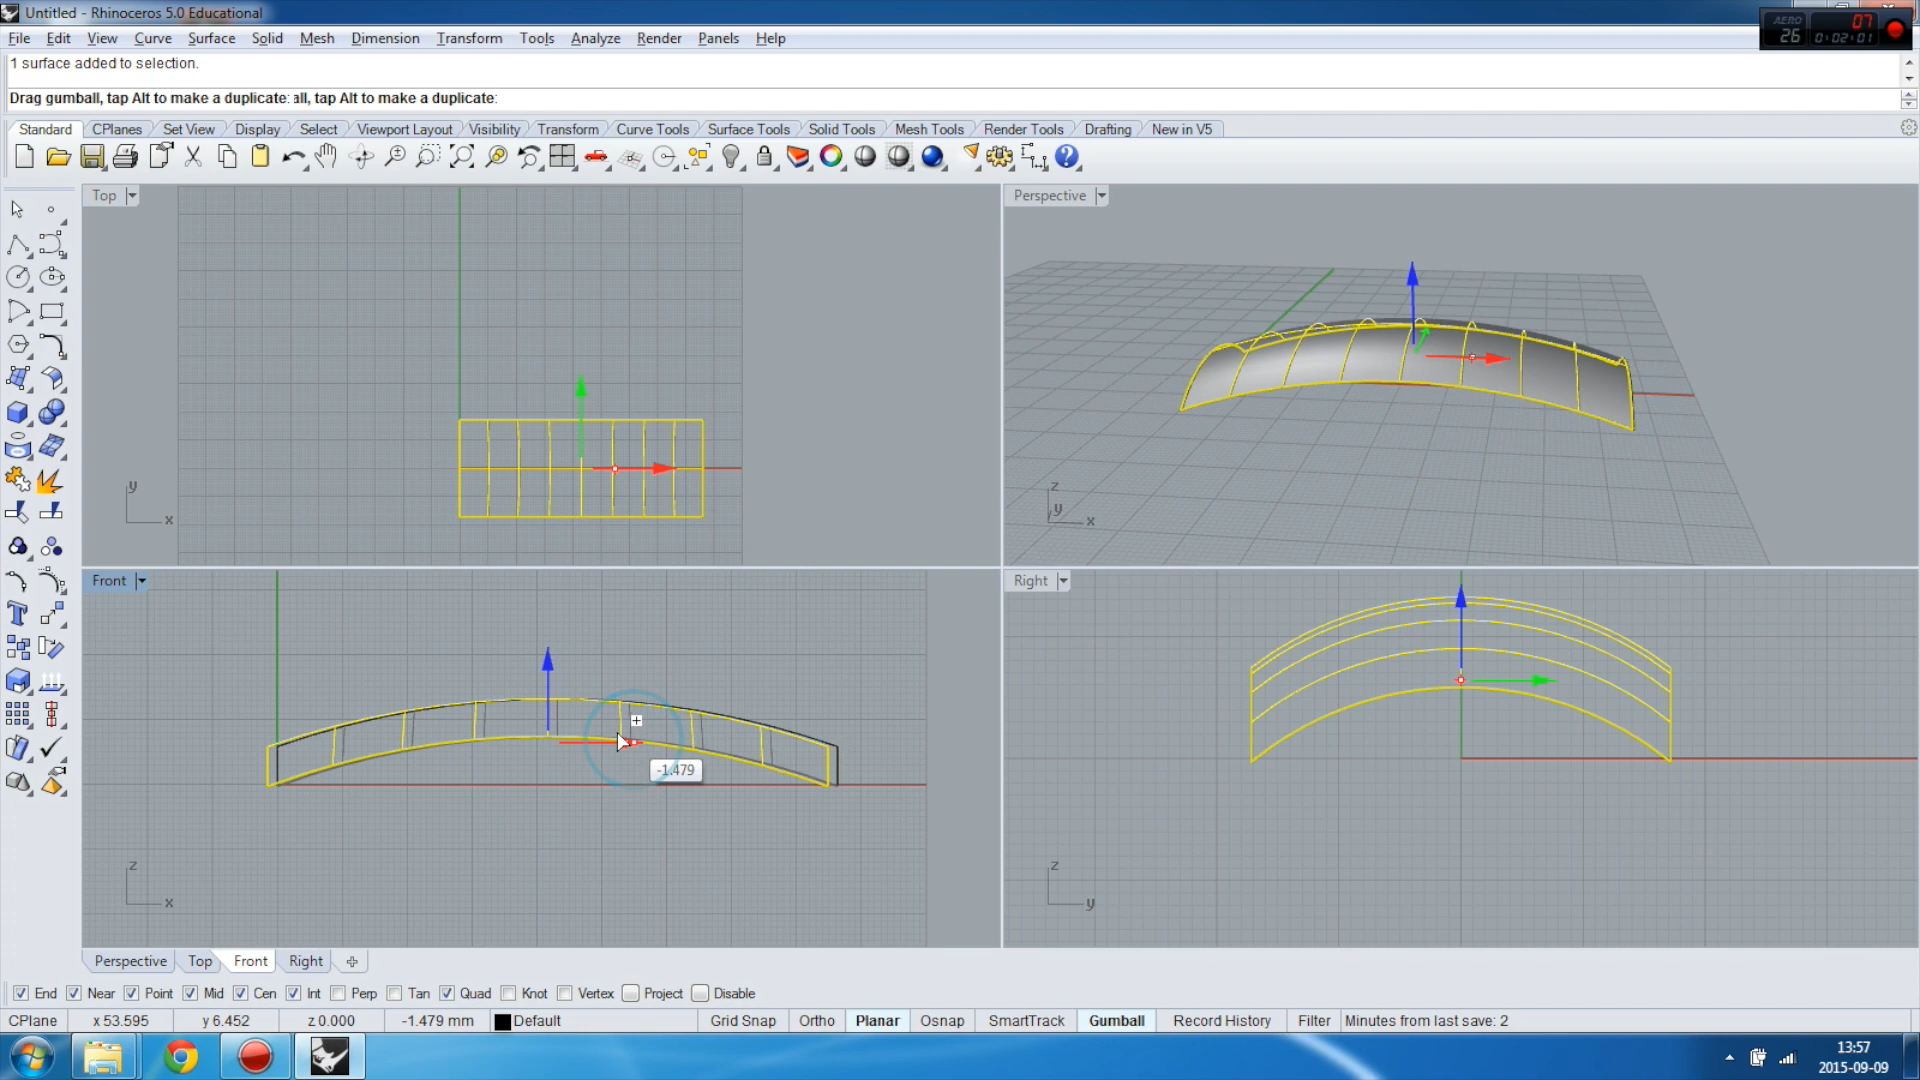 Untitled - Rhinoceros 5.0 Educational
AERO 26 07 0:02:01
File Edit View Curve Surface Solid Mesh Dimension Transform Tools Analyze Render Panels Help
1 surface added to selection.
Drag gumball, tap Alt to make a duplicate: all, tap Alt to make a duplicate:
Standard CPlanes Set View Display Select Viewport Layout Visibility Transform Curve Tools Surface Tools Solid Tools Mesh Tools Render Tools Drafting New in V5
Top
y
x
Perspective
z
y
x
Front
-1.479
z
x
Right
z
y
Perspective Top Front Right
End Near Point Mid Cen Int Perp Tan Quad Knot Vertex Project Disable
CPlane x 53.595 y 6.452 z 0.000 -1.479 mm Default Grid Snap Ortho Planar Osnap SmartTrack Gumball Record History Filter Minutes from last save: 2
13:57
2015-09-09